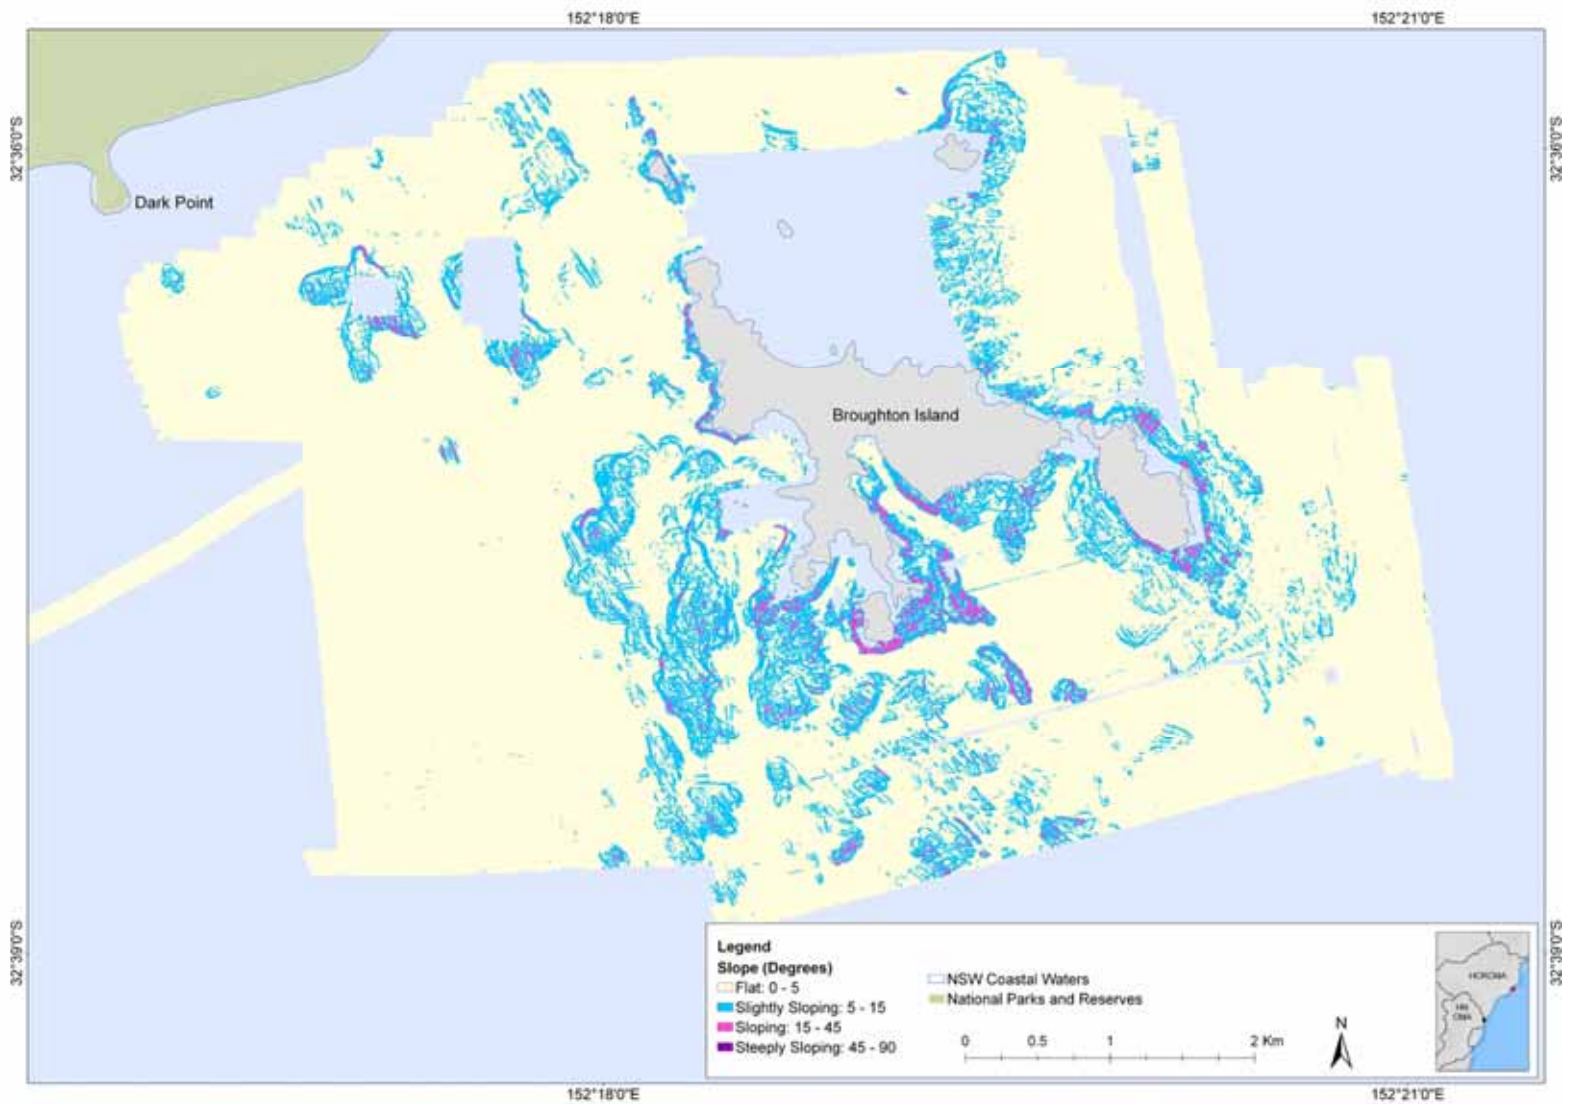 152°18'0"E
152°21'0"E
32°36'0"S
32°36'0"S
Dark Point
Broughton Island
32°39'0"S
32°39'0"S
Legend
Slope (Degrees)
Flat: 0 - 5
Slightly Sloping: 5 - 15
Sloping: 15 - 45
Steeply Sloping: 45 - 90
NSW Coastal Waters
National Parks and Reserves
0 0.5 1 2 Km
N
152°18'0"E
152°21'0"E